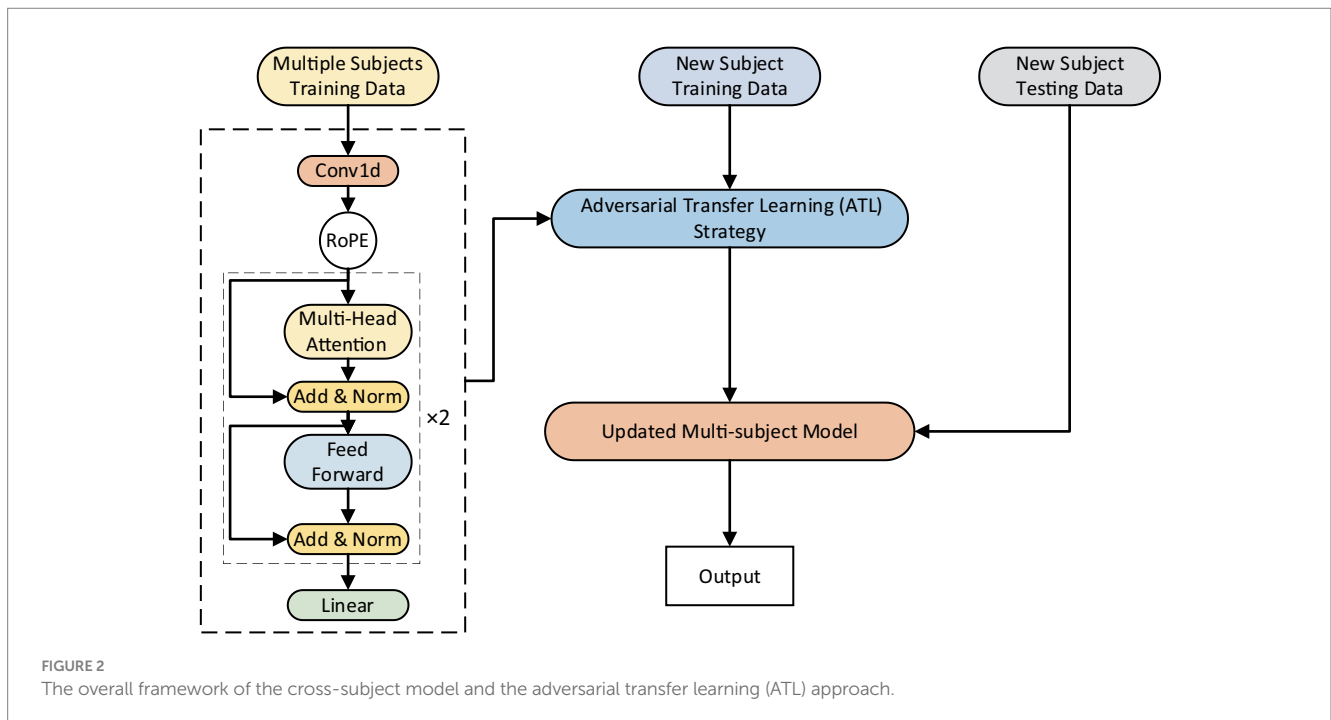 Multiple Subjects
Training Data
New Subject
Training Data
New Subject
Testing Data
Conv1d
RoPE
Multi-Head
Attention
Add & Norm
×2
Feed
Forward
Add & Norm
Linear
Adversarial Transfer Learning (ATL)
Strategy
Updated Multi-subject Model
Output
FIGURE 2
The overall framework of the cross-subject model and the adversarial transfer learning (ATL) approach.